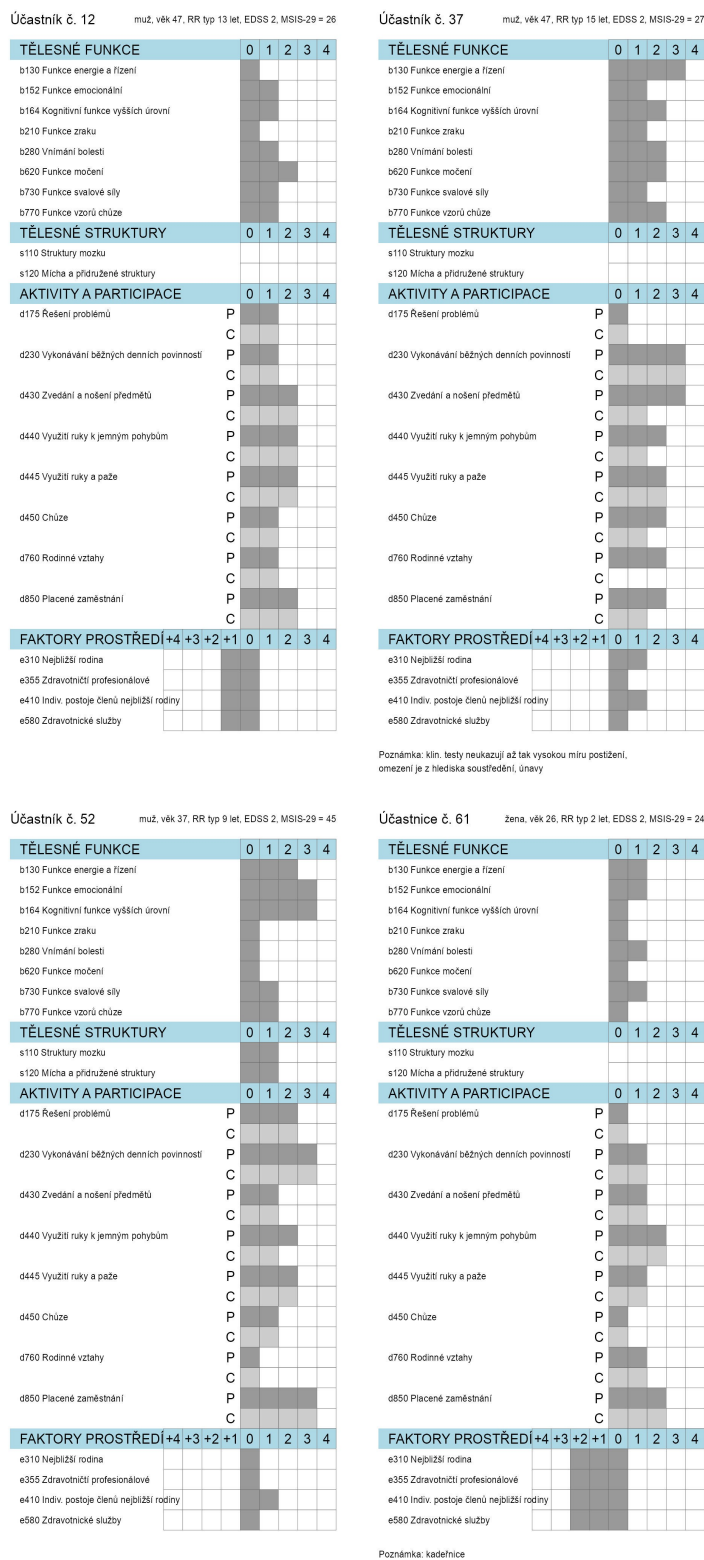 Účastník č. 12 muž, věk 47, RR typ 13 let, EDSS 2, MSIS-29 = 26
TĚLESNÉ FUNKCE 0 1 2 3 4
b130 Funkce energie a řízení
b152 Funkce emocionální
b164 Kognitivní funkce vyšších úrovní
b210 Funkce zraku
b280 Vnímání bolesti
b620 Funkce močení
b730 Funkce svalové síly
b770 Funkce vzorů chůze
TĚLESNÉ STRUKTURY 0 1 2 3 4
s110 Struktury mozku
s120 Mícha a přidružené struktury
AKTIVITY A PARTICIPACE 0 1 2 3 4
d175 Řešení problémů P
C
d230 Vykonávání běžných denních povinností P
C
d430 Zvedání a nošení předmětů P
C
d440 Využití ruky k jemným pohybům P
C
d445 Využití ruky a paže P
C
d450 Chůze P
C
d760 Rodinné vztahy P
C
d850 Placené zaměstnání P
C
FAKTORY PROSTŘEDÍ +4 +3 +2 +1 0 1 2 3 4
e310 Nejbližší rodina
e355 Zdravotničtí profesionálové
e410 Indiv. postoje členů nejbližší rodiny
e580 Zdravotnické služby
Účastník č. 37 muž, věk 47, RR typ 15 let, EDSS 2, MSIS-29 = 27
TĚLESNÉ FUNKCE 0 1 2 3 4
b130 Funkce energie a řízení
b152 Funkce emocionální
b164 Kognitivní funkce vyšších úrovní
b210 Funkce zraku
b280 Vnímání bolesti
b620 Funkce močení
b730 Funkce svalové síly
b770 Funkce vzorů chůze
TĚLESNÉ STRUKTURY 0 1 2 3 4
s110 Struktury mozku
s120 Mícha a přidružené struktury
AKTIVITY A PARTICIPACE 0 1 2 3 4
d175 Řešení problémů P
C
d230 Vykonávání běžných denních povinností P
C
d430 Zvedání a nošení předmětů P
C
d440 Využití ruky k jemným pohybům P
C
d445 Využití ruky a paže P
C
d450 Chůze P
C
d760 Rodinné vztahy P
C
d850 Placené zaměstnání P
C
FAKTORY PROSTŘEDÍ +4 +3 +2 +1 0 1 2 3 4
e310 Nejbližší rodina
e355 Zdravotničtí profesionálové
e410 Indiv. postoje členů nejbližší rodiny
e580 Zdravotnické služby
Poznámka: klin. testy neukazují až tak vysokou míru postižení,
omezení je z hlediska soustředění, únavy
Účastník č. 52 muž, věk 37, RR typ 9 let, EDSS 2, MSIS-29 = 45
TĚLESNÉ FUNKCE 0 1 2 3 4
b130 Funkce energie a řízení
b152 Funkce emocionální
b164 Kognitivní funkce vyšších úrovní
b210 Funkce zraku
b280 Vnímání bolesti
b620 Funkce močení
b730 Funkce svalové síly
b770 Funkce vzorů chůze
TĚLESNÉ STRUKTURY 0 1 2 3 4
s110 Struktury mozku
s120 Mícha a přidružené struktury
AKTIVITY A PARTICIPACE 0 1 2 3 4
d175 Řešení problémů P
C
d230 Vykonávání běžných denních povinností P
C
d430 Zvedání a nošení předmětů P
C
d440 Využití ruky k jemným pohybům P
C
d445 Využití ruky a paže P
C
d450 Chůze P
C
d760 Rodinné vztahy P
C
d850 Placené zaměstnání P
C
FAKTORY PROSTŘEDÍ +4 +3 +2 +1 0 1 2 3 4
e310 Nejbližší rodina
e355 Zdravotničtí profesionálové
e410 Indiv. postoje členů nejbližší rodiny
e580 Zdravotnické služby
Účastnice č. 61 žena, věk 26, RR typ 2 let, EDSS 2, MSIS-29 = 24
TĚLESNÉ FUNKCE 0 1 2 3 4
b130 Funkce energie a řízení
b152 Funkce emocionální
b164 Kognitivní funkce vyšších úrovní
b210 Funkce zraku
b280 Vnímání bolesti
b620 Funkce močení
b730 Funkce svalové síly
b770 Funkce vzorů chůze
TĚLESNÉ STRUKTURY 0 1 2 3 4
s110 Struktury mozku
s120 Mícha a přidružené struktury
AKTIVITY A PARTICIPACE 0 1 2 3 4
d175 Řešení problémů P
C
d230 Vykonávání běžných denních povinností P
C
d430 Zvedání a nošení předmětů P
C
d440 Využití ruky k jemným pohybům P
C
d445 Využití ruky a paže P
C
d450 Chůze P
C
d760 Rodinné vztahy P
C
d850 Placené zaměstnání P
C
FAKTORY PROSTŘEDÍ +4 +3 +2 +1 0 1 2 3 4
e310 Nejbližší rodina
e355 Zdravotničtí profesionálové
e410 Indiv. postoje členů nejbližší rodiny
e580 Zdravotnické služby
Poznámka: kadeřnice